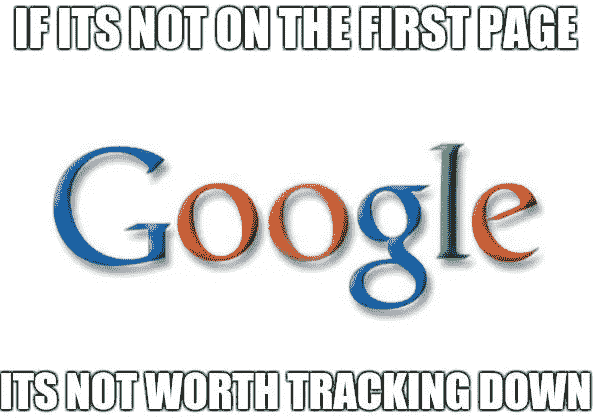 IF ITS NOT ON THE FIRST PAGE
Google
ITS NOT WORTH TRACKING DOWN